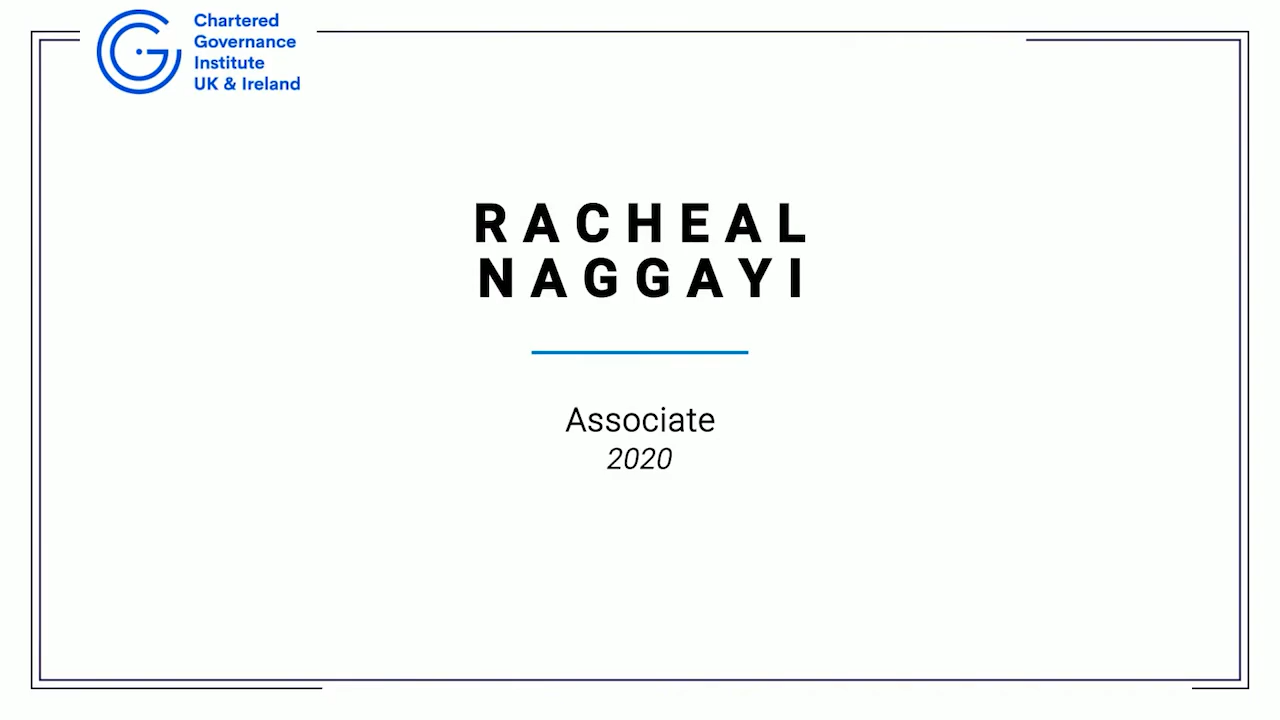 Chartered
Governance
Institute
UK & Ireland
RACHEAL
NAGGAYI
Associate
2020